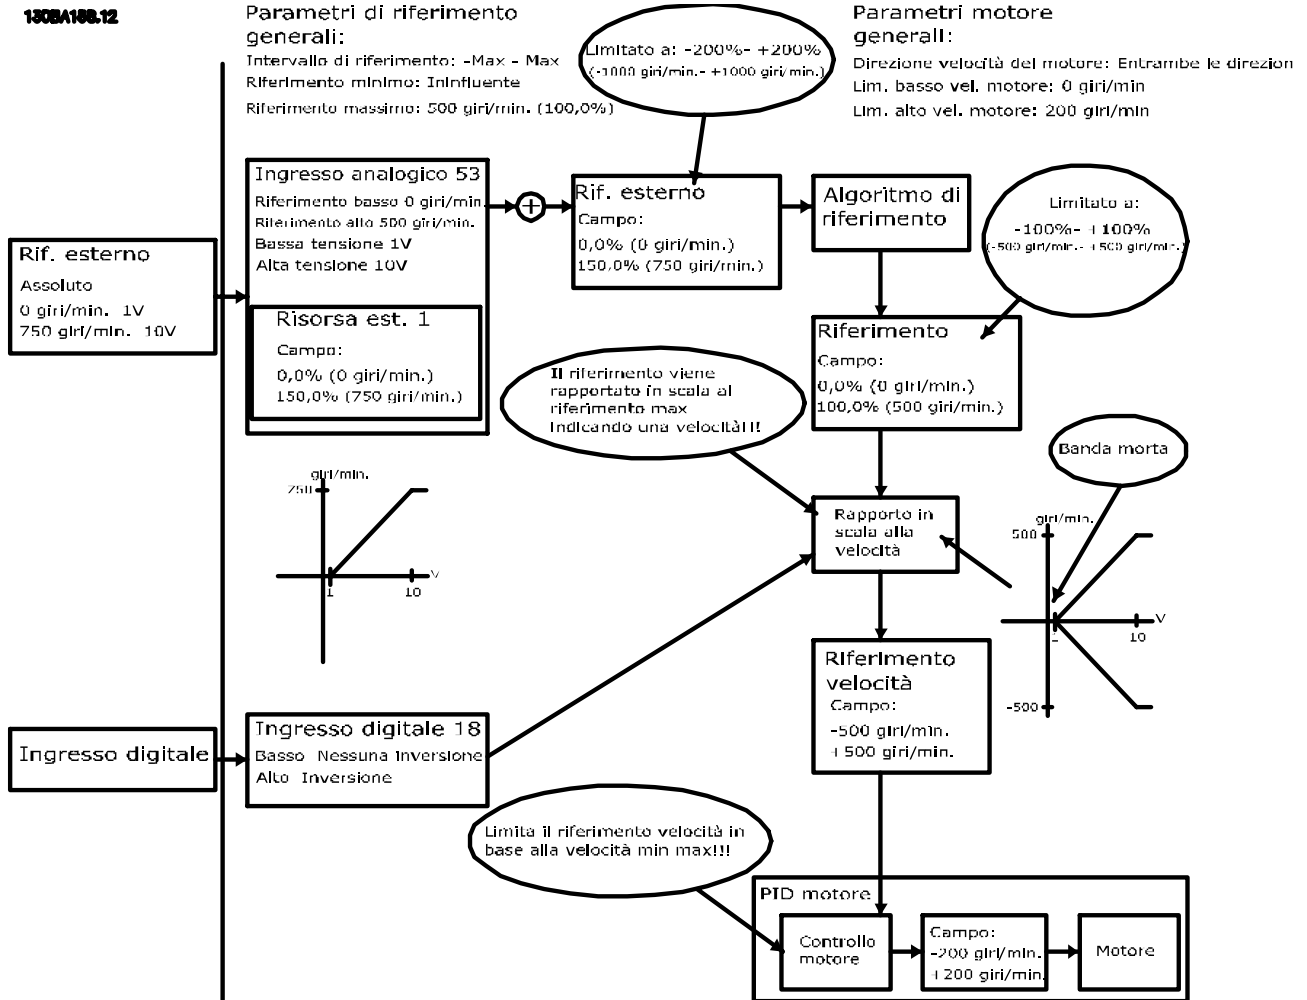 130BA188.12
Parametri di riferimento
generali:
Intervallo di riferimento: -Max - Max
Riferimento minimo: Ininfluente
Riferimento massimo: 500 giri/min. (100,0%)
Limitato a: -200%- +200%
(-1000 giri/min.- +1000 giri/min.)
Parametri motore
generali:
Direzione velocità del motore: Entrambe le direzion
Lim. basso vel. motore: 0 giri/min
Lim. alto vel. motore: 200 giri/min
Rif. esterno
Assoluto
0 giri/min. 1V
750 giri/min. 10V
Ingresso analogico 53
Riferimento basso 0 giri/min.
Riferimento alto 500 giri/min.
Bassa tensione 1V
Alta tensione 10V
Risorsa est. 1
Campo:
0,0% (0 giri/min.)
150,0% (750 giri/min.)
Rif. esterno
Campo:
0,0% (0 giri/min.)
150,0% (750 giri/min.)
Algoritmo di
riferimento
Limitato a:
-100%- +100%
(-500 giri/min.- +500 giri/min.)
Riferimento
Campo:
0,0% (0 giri/min.)
100,0% (500 giri/min.)
Il riferimento viene
rapportato in scala al
riferimento max
indicando una velocità!!!
Banda morta
giri/min.
750
1
10
V
Rapporto in
scala alla
velocità
giri/min.
500
V
1
10
-500
Riferimento
velocità
Campo:
-500 giri/min.
+500 giri/min.
Ingresso digitale
Ingresso digitale 18
Basso Nessuna inversione
Alto Inversione
Limita il riferimento velocità in
base alla velocità min max!!!
PID motore
Controllo
motore
Campo:
-200 giri/min.
+200 giri/min.
Motore